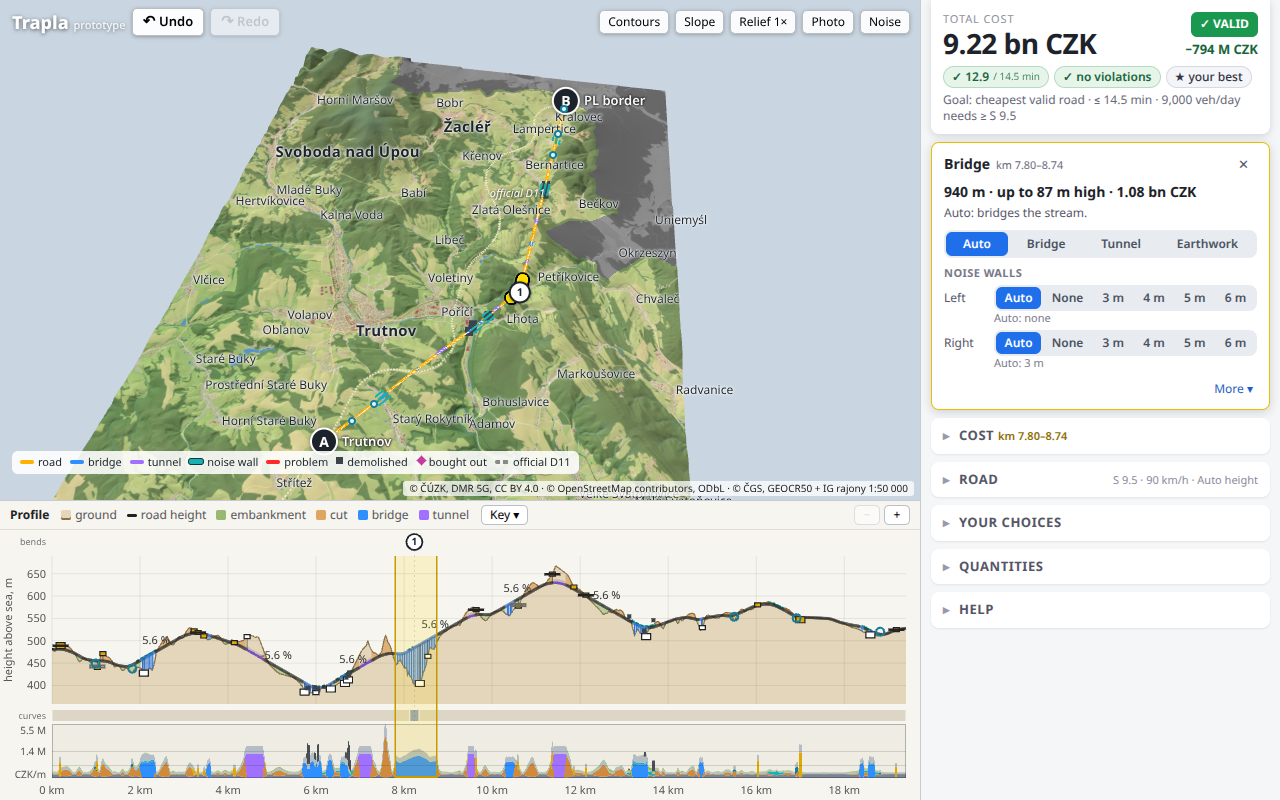 Trapla prototype
↶ Undo
↷ Redo
Contours
Slope
Relief 1×
Photo
Noise
Horní Maršov
Bobr
B
PL border
Královec
Žacléř
Lampertice
Svoboda nad Úpou
Křenov
Bernartice
Mladé Buky
Babí
official D11
Hertvíkovice
Zlatá Olešnice
Bečkov
Kalná Voda
Uniemyśl
Libeč
Okrzeszyn
Vlčice
Voletiny
Petříkovice
1
Chvaleč
Volanov
Poříčí
Lhota
Oblanov
Trutnov
Staré Buky
Markoušovice
Prostřední Staré Buky
Radvanice
Bohuslavice
Horní Staré Buky
Starý Rokytník
Adamov
A
Trutnov
road
bridge
tunnel
noise wall
problem
demolished
bought out
official D11
Střítež
© ČÚZK, DMR 5G, CC BY 4.0 · © OpenStreetMap contributors, ODbL · © ČGS, GEOCR50 + IG rajony 1:50 000
Profile
ground
road height
embankment
cut
bridge
tunnel
Key ▾
−
+
bends
1
height above sea, m
650
600
550
500
450
400
5.6 %
5.6 %
5.6 %
5.6 %
5.6 %
5.6 %
curves
5.5 M
1.4 M
CZK/m
0 km
2 km
4 km
6 km
8 km
10 km
12 km
14 km
16 km
18 km
TOTAL COST
✓ VALID
9.22 bn CZK
−794 M CZK
✓ 12.9 / 14.5 min
✓ no violations
★ your best
Goal: cheapest valid road · ≤ 14.5 min · 9,000 veh/day
needs ≥ S 9.5
Bridge km 7.80–8.74
✕
940 m · up to 87 m high · 1.08 bn CZK
Auto: bridges the stream.
Auto
Bridge
Tunnel
Earthwork
NOISE WALLS
Left
Auto
None
3 m
4 m
5 m
6 m
Auto: none
Right
Auto
None
3 m
4 m
5 m
6 m
Auto: 3 m
More ▾
▶ COST km 7.80–8.74
▶ ROAD
S 9.5 · 90 km/h · Auto height
▶ YOUR CHOICES
▶ QUANTITIES
▶ HELP